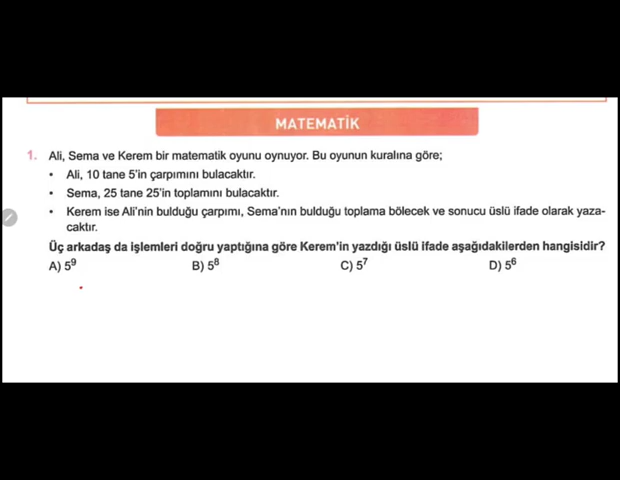 MATEMATİK
1. Ali, Sema ve Kerem bir matematik oyunu oynuyor. Bu oyunun kuralına göre;
• Ali, 10 tane 5'in çarpımını bulacaktır.
• Sema, 25 tane 25'in toplamını bulacaktır.
• Kerem ise Ali'nin bulduğu çarpımı, Sema'nın bulduğu toplama bölecek ve sonucu üslü ifade olarak yaza-
caktır.
Üç arkadaş da işlemleri doğru yaptığına göre Kerem'in yazdığı üslü ifade aşağıdakilerden hangisidir?
A) 5⁹ B) 5⁸ C) 5⁷ D) 5⁶